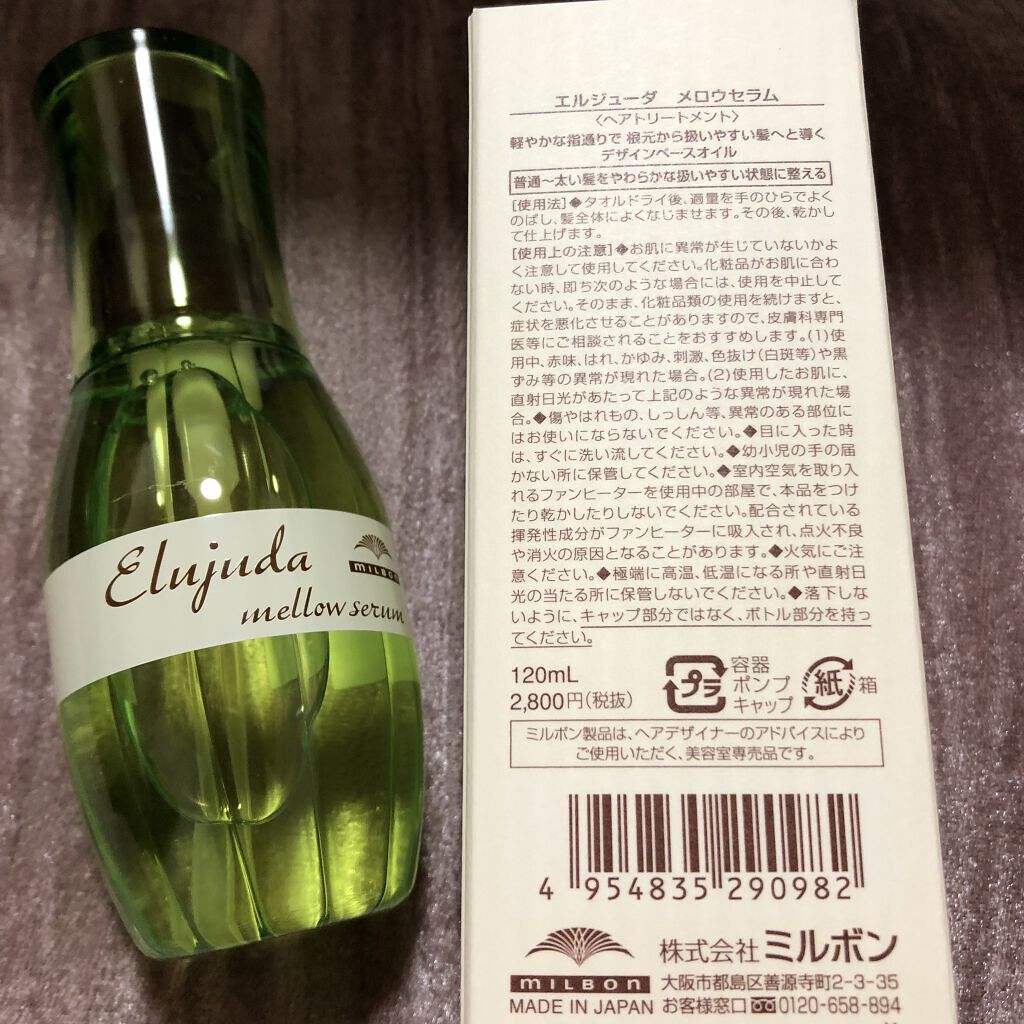 Elujuda
MILBON
mellow serum
エルジューダ メロウセラム
〈ヘアトリートメント〉
軽やかな指通りで 根元から扱いやすい髪へと導く
デザインベースオイル
普通〜太い髪をやわらかな扱いやすい状態に整える
[使用法]◆タオルドライ後、適量を手のひらでよく
のばし、髪全体によくなじませます。その後、乾かし
て仕上げます。
[使用上の注意]◆お肌に異常が生じていないかよ
く注意して使用してください。化粧品がお肌に合わ
ない時、即ち次のような場合には、使用を中止して
ください。そのまま、化粧品類の使用を続けますと、
症状を悪化させることがありますので、皮膚科専門
医等にご相談されることをおすすめします。(1)使
用中、赤味、はれ、かゆみ、刺激、色抜け(白斑等)や黒
ずみ等の異常が現れた場合。(2)使用したお肌に、
直射日光があたって上記のような異常が現れた場
合。◆傷やはれもの、しっしん等、異常のある部位に
はお使いにならないでください。◆目に入った時
は、すぐに洗い流してください。◆幼小児の手の届
かない所に保管してください。◆室内空気を取り入
れるファンヒーターを使用中の部屋で、本品をつけ
たり乾かしたりしないでください。配合されている
揮発性成分がファンヒーターに吸入され、点火不良
や消火の原因となることがあります。◆火気にご注
意ください。◆極端に高温、低温になる所や直射日
光の当たる所に保管しないでください。◆落下しな
いように、キャップ部分ではなく、ボトル部分を持っ
てください。
120mL
2,800円(税抜)
プラ
容器
ポンプ
キャップ
紙
箱
ミルボン製品は、ヘアデザイナーのアドバイスにより
ご使用いただく、美容室専売品です。
4 954835 290982
MILBON
株式会社 ミルボン
大阪市都島区善源寺町2-3-35
MADE IN JAPAN お客様窓口 0120-658-894